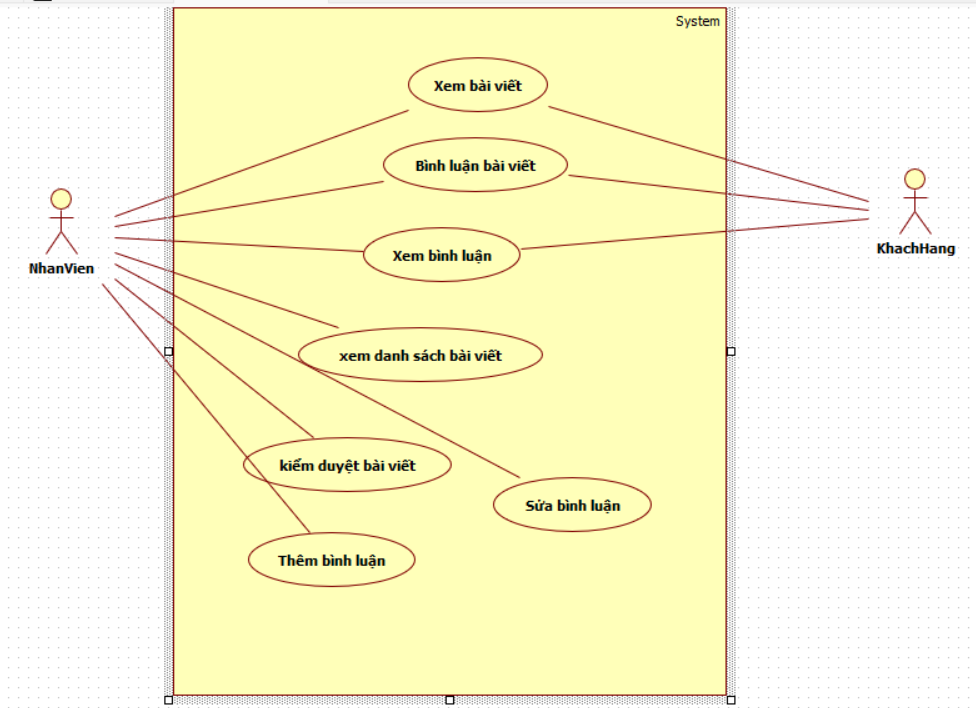 System
Xem bài viết
Bình luận bài viết
Xem bình luận
NhanVien
KhachHang
xem danh sách bài viết
kiểm duyệt bài viết
Sửa bình luận
Thêm bình luận